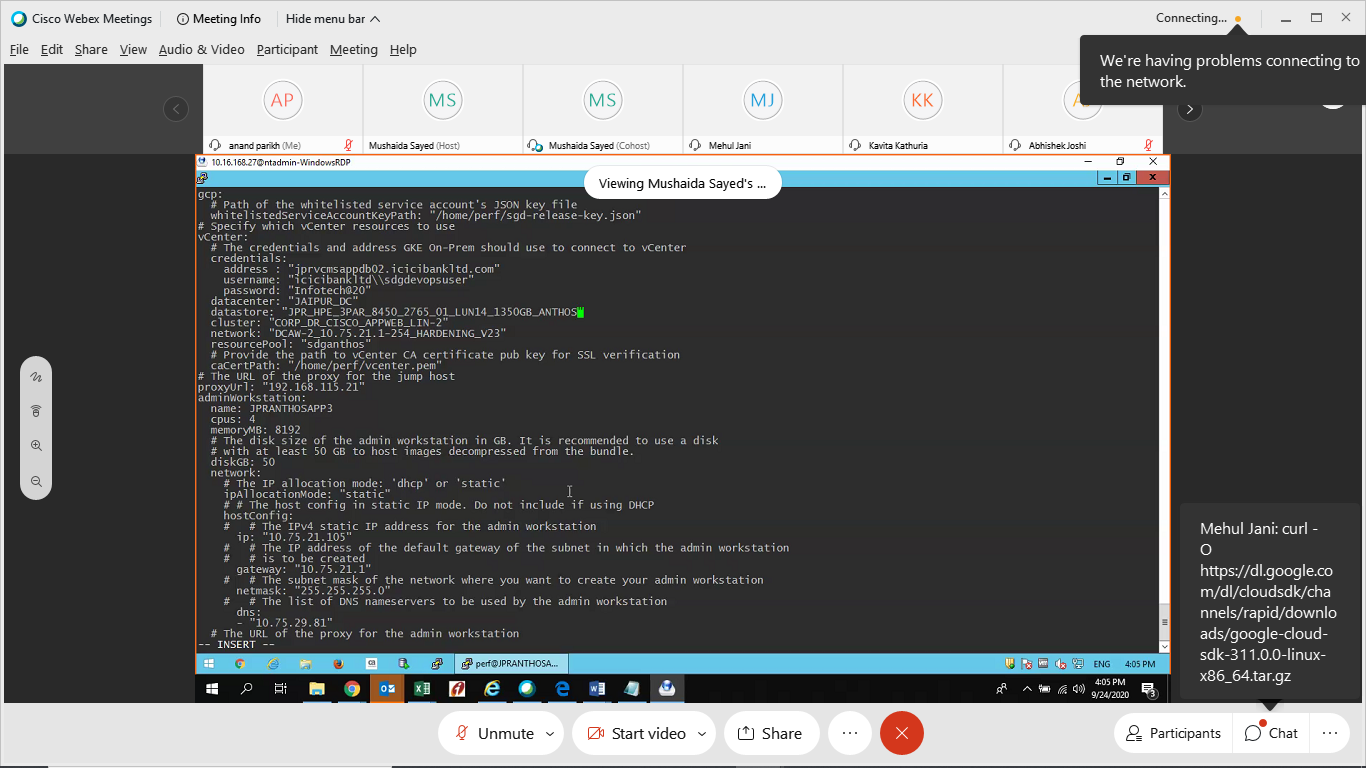 Cisco Webex Meetings
Meeting Info
Hide menu bar
Connecting...
File Edit Share View Audio & Video Participant Meeting Help
We're having problems connecting to
the network.
AP
MS
MS
MJ
KK
anand parikh (Me)
Mushaida Sayed (Host)
Mushaida Sayed (Cohost)
Mehul Jani
Kavita Kathuria
Abhishek Joshi
10.16.168.27@ntadmin-WindowsRDP
Viewing Mushaida Sayed's ...
gcp:
# Path of the whitelisted service account's JSON key file
whitelistedServiceAccountKeyPath: "/home/perf/sgd-release-key.json"
# Specify which vCenter resources to use
vCenter:
# The credentials and address GKE On-Prem should use to connect to vCenter
credentials:
address : "jprvcmsappdb02.icicibankltd.com"
username: "icicibankltd\\sdgdevopsuser"
password: "Infotech@20"
datacenter: "JAIPUR_DC"
datastore: "JPR_HPE_3PAR_8450_2765_01_LUN14_1350GB_ANTHOS"
cluster: "CORP_DR_CISCO_APPWEB_LIN-2"
network: "DCAW-2_10.75.21.1-254_HARDENING_V23"
resourcePool: "sdganthos"
# Provide the path to vCenter CA certificate pub key for SSL verification
caCertPath: "/home/perf/vcenter.pem"
# The URL of the proxy for the jump host
proxyUrl: "192.168.115.21"
adminWorkstation:
name: JPRANTHOSAPP3
cpus: 4
memoryMB: 8192
# The disk size of the admin workstation in GB. It is recommended to use a disk
# with at least 50 GB to host images decompressed from the bundle.
diskGB: 50
network:
# The IP allocation mode: 'dhcp' or 'static'
ipAllocationMode: "static"
# # The host config in static IP mode. Do not include if using DHCP
hostConfig:
# # The IPv4 static IP address for the admin workstation
ip: "10.75.21.105"
# # The IP address of the default gateway of the subnet in which the admin workstation
# # is to be created
gateway: "10.75.21.1"
# # The subnet mask of the network where you want to create your admin workstation
netmask: "255.255.255.0"
# # The list of DNS nameservers to be used by the admin workstation
dns:
- "10.75.29.81"
# The URL of the proxy for the admin workstation
-- INSERT --
Mehul Jani: curl -
O
https://dl.google.co
m/dl/cloudsdk/cha
nnels/rapid/downlo
ads/google-cloud-
sdk-311.0.0-linux-
x86_64.tar.gz
perf@JPRANTHOSA...
ENG 4:05 PM
4:05 PM
9/24/2020
3
Unmute
Start video
Share
Participants
Chat